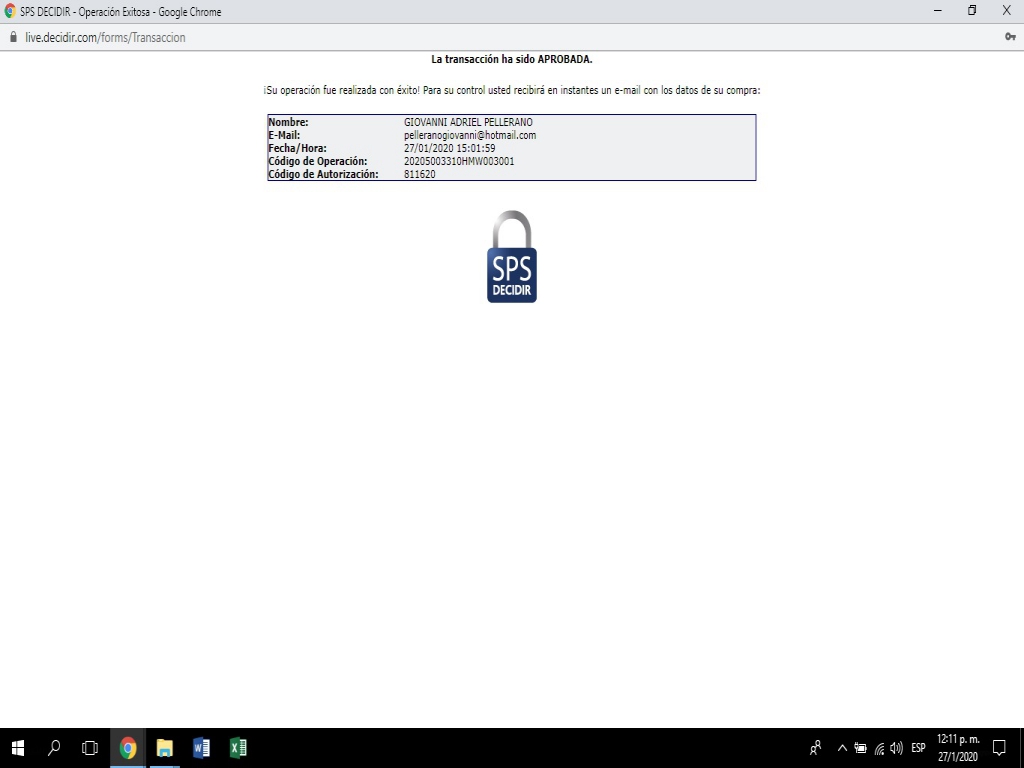 SPS DECIDIR - Operación Exitosa - Google Chrome
live.decidir.com/forms/Transaccion
La transacción ha sido APROBADA.
¡Su operación fue realizada con éxito! Para su control usted recibirá en instantes un e-mail con los datos de su compra:
Nombre: GIOVANNI ADRIEL PELLERANO
E-Mail: pelleranogiovanni@hotmail.com
Fecha/Hora: 27/01/2020 15:01:59
Código de Operación: 20205003310HMW003001
Código de Autorización: 811620
SPS
DECIDIR
ESP
12:11 p. m.
27/1/2020